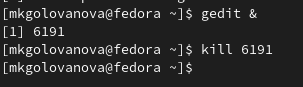 [mkgolovanova@fedora ~]$ gedit &
[1] 6191
[mkgolovanova@fedora ~]$ kill 6191
[mkgolovanova@fedora ~]$